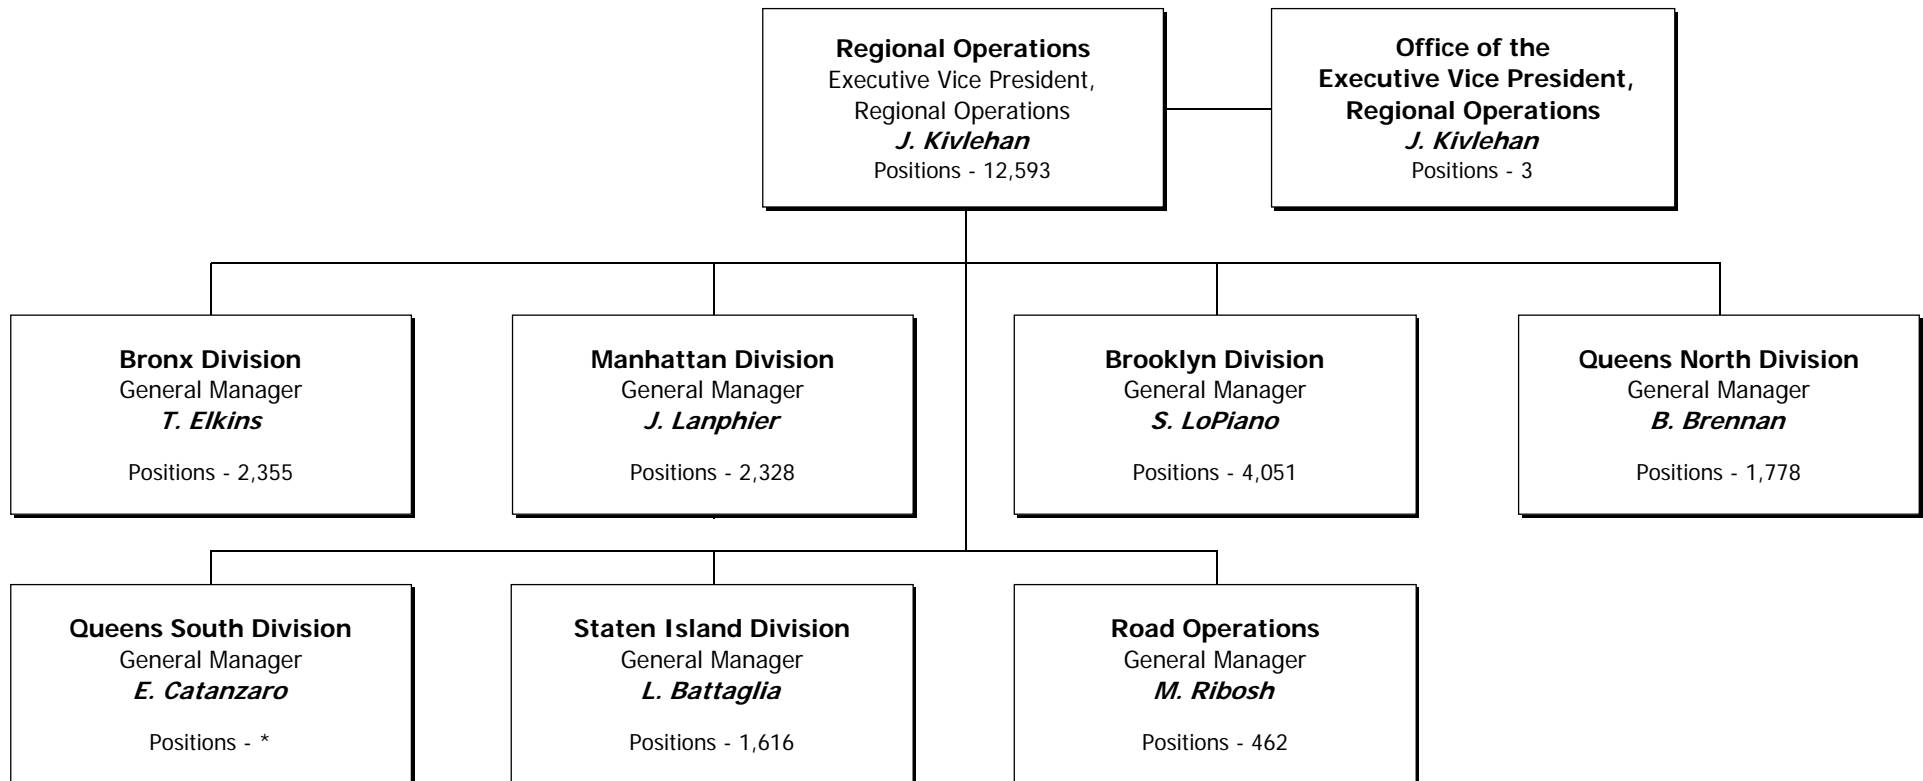 Regional Operations
Executive Vice President,
Regional Operations
J. Kivlehan
Positions - 12,593
Office of the
Executive Vice President,
Regional Operations
J. Kivlehan
Positions - 3
Bronx Division
General Manager
T. Elkins
Positions - 2,355
Manhattan Division
General Manager
J. Lanphier
Positions - 2,328
Brooklyn Division
General Manager
S. LoPiano
Positions - 4,051
Queens North Division
General Manager
B. Brennan
Positions - 1,778
Queens South Division
General Manager
E. Catanzaro
Positions - *
Staten Island Division
General Manager
L. Battaglia
Positions - 1,616
Road Operations
General Manager
M. Ribosh
Positions - 462